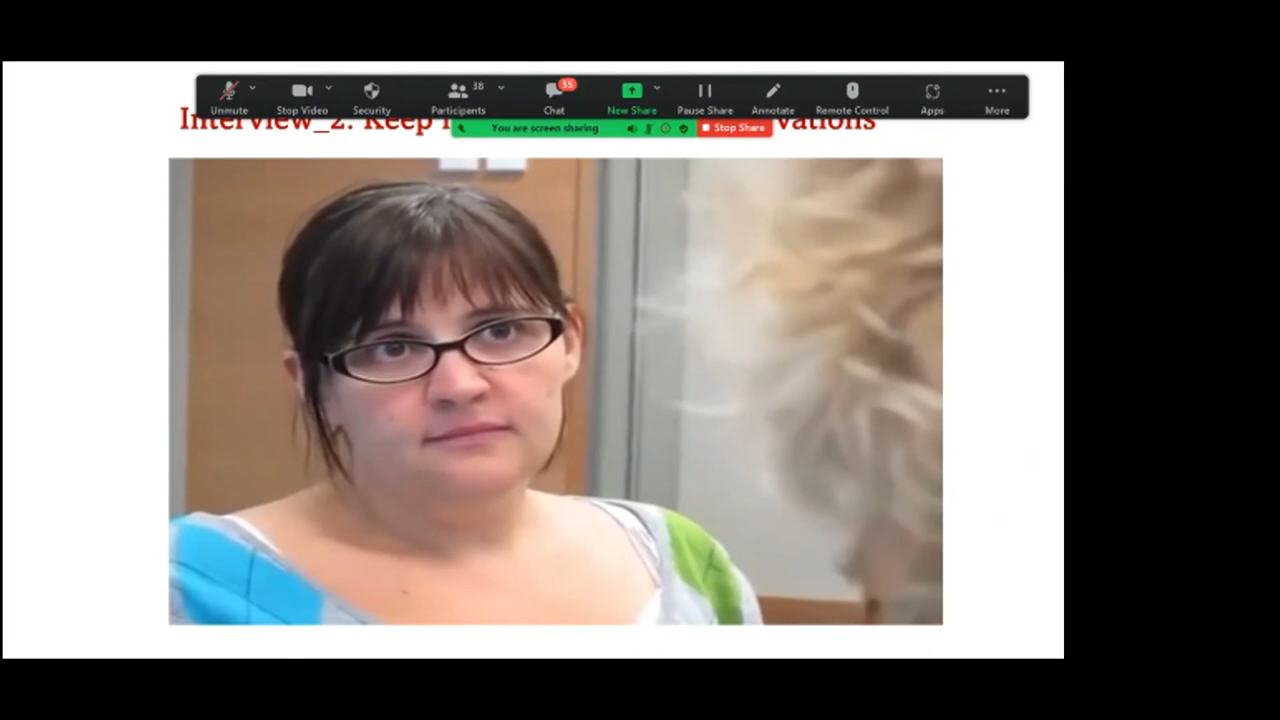 38 55
Unmute Stop Video Security Participants Chat New Share Pause Share Annotate Remote Control Apps More
Interview_2: Keep
You are screen sharing Stop Share